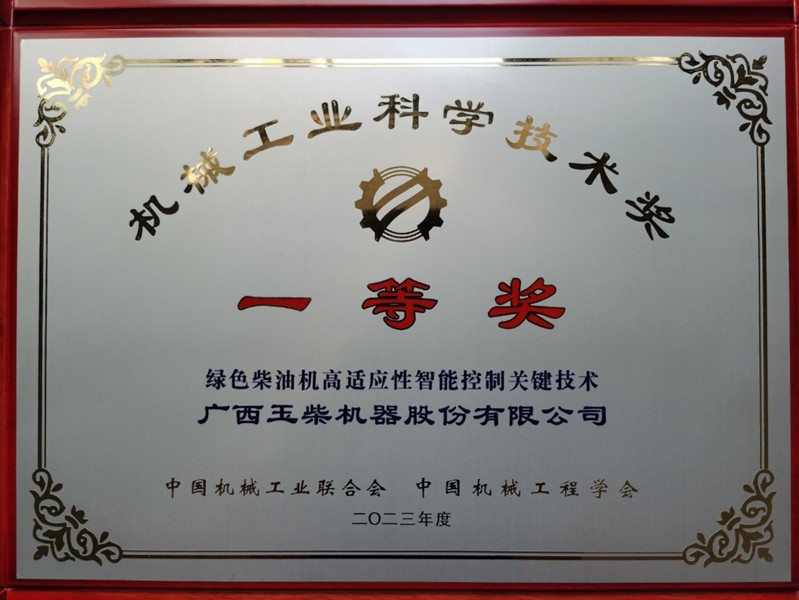 机械工业科学技术奖
一等奖
绿色柴油机高适应性智能控制关键技术
广西玉柴机器股份有限公司
中国机械工业联合会 中国机械工程学会
二〇二三年度